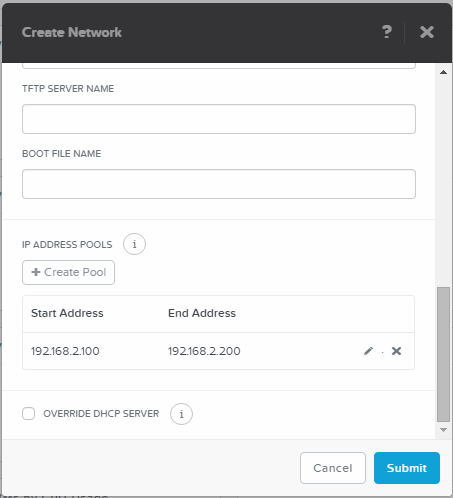 Create Network ?
TFTP SERVER NAME
BOOT FILE NAME
IP ADDRESS POOLS i
+ Create Pool
Start Address End Address
192.168.2.100 192.168.2.200
OVERRIDE DHCP SERVER i
Cancel Submit